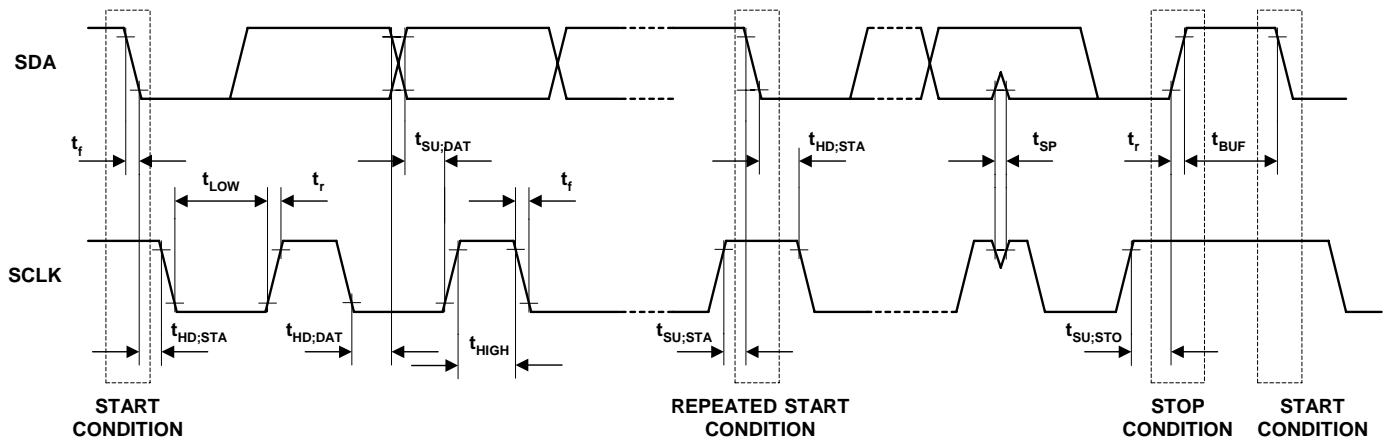 SDA
t_f
t_SU;DAT
t_HD;STA
t_SP
t_r
t_BUF
t_LOW
t_r
t_f
SCLK
t_HD;STA
t_HD;DAT
t_HIGH
t_SU;STA
t_SU;STO
START
CONDITION
REPEATED START
CONDITION
STOP
CONDITION
START
CONDITION